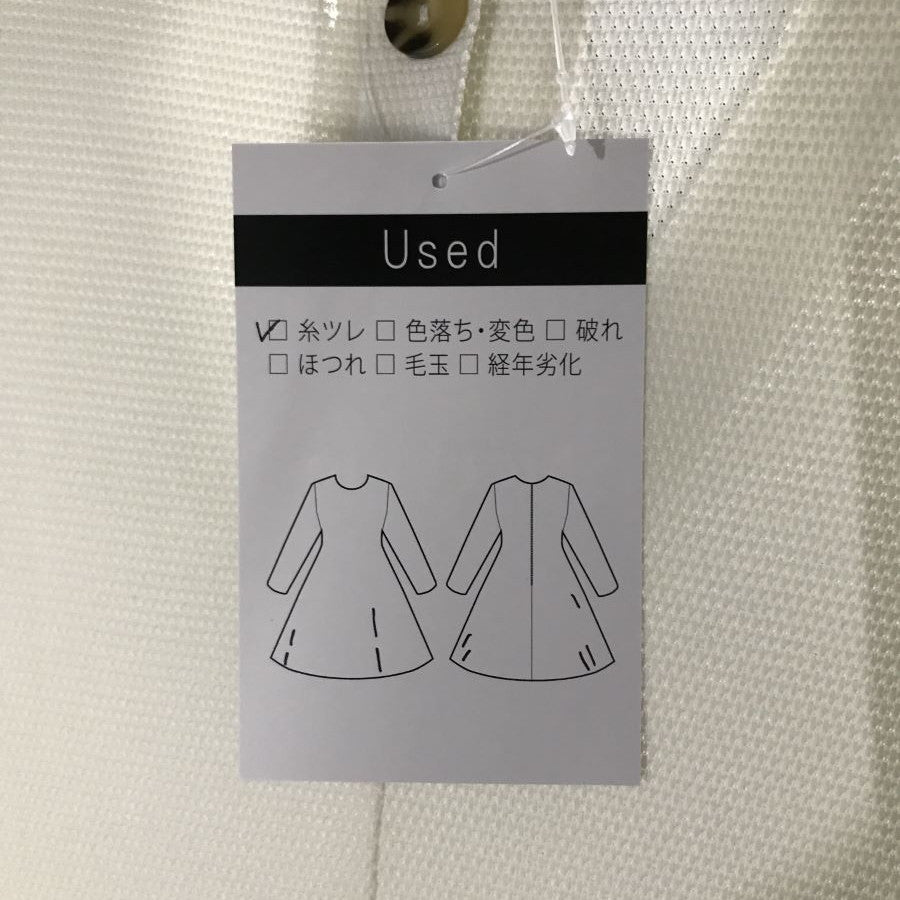 Used
☑ 糸ツレ □ 色落ち・変色 □ 破れ
□ ほつれ □ 毛玉 □ 経年劣化